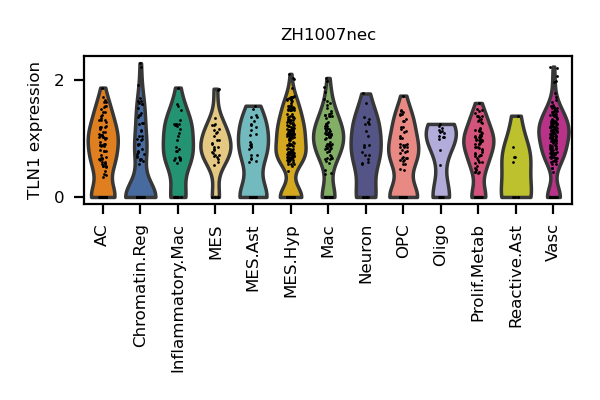 ZH1007nec
TLN1 expression
2
0
AC
Chromatin.Reg
Inflammatory.Mac
MES
MES.Ast
MES.Hyp
Mac
Neuron
OPC
Oligo
Prolif.Metab
Reactive.Ast
Vasc